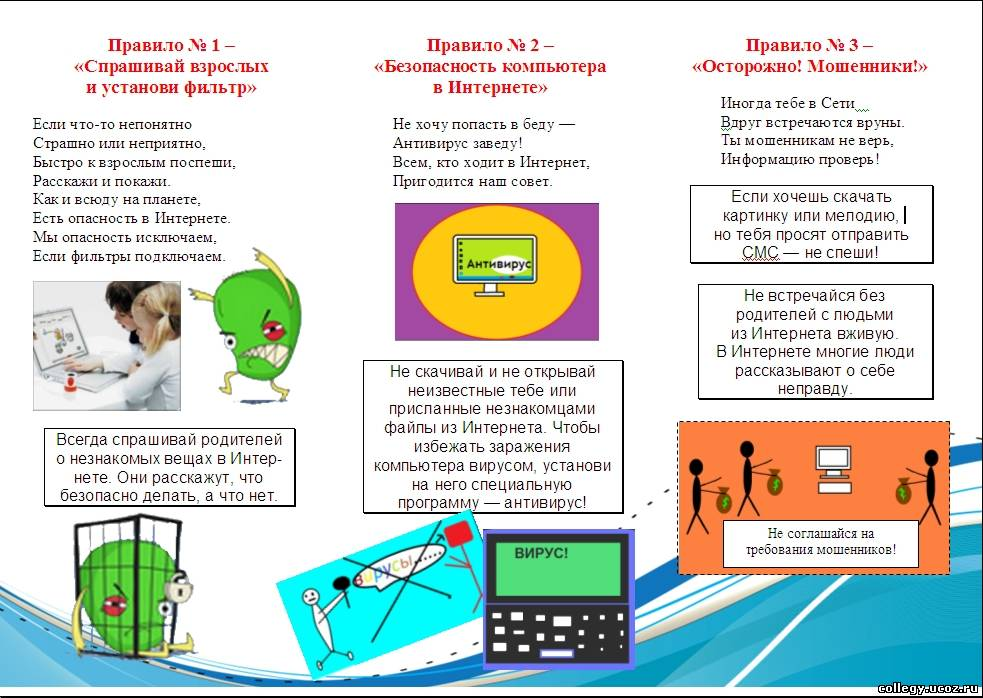 Правило № 1 –
«Спрашивай взрослых
и установи фильтр»
Если что-то непонятно
Страшно или неприятно,
Быстро к взрослым поспеши,
Расскажи и покажи.
Как и всюду на планете,
Есть опасность в Интернете.
Мы опасность исключаем,
Если фильтры подключаем.
Всегда спрашивай родителей
о незнакомых вещах в Интер-
нете. Они расскажут, что
безопасно делать, а что нет.
Правило № 2 –
«Безопасность компьютера
в Интернете»
Не хочу попасть в беду —
Антивирус заведу!
Всем, кто ходит в Интернет,
Пригодится наш совет.
Антивирус
Не скачивай и не открывай
неизвестные тебе или
присланные незнакомцами
файлы из Интернета. Чтобы
избежать заражения
компьютера вирусом, установи
на него специальную
программу — антивирус!
вирусы......
ВИРУС!
Правило № 3 –
«Осторожно! Мошенники!»
Иногда тебе в Сети
Вдруг встречаются вруны.
Ты мошенникам не верь,
Информацию проверь!
Если хочешь скачать
картинку или мелодию,
но тебя просят отправить
СМС — не спеши!
Не встречайся без
родителей с людьми
из Интернета вживую.
В Интернете многие люди
рассказывают о себе
неправду.
$ $ $
Не соглашайся на
требования мошенников!
collegy.ucoz.ru